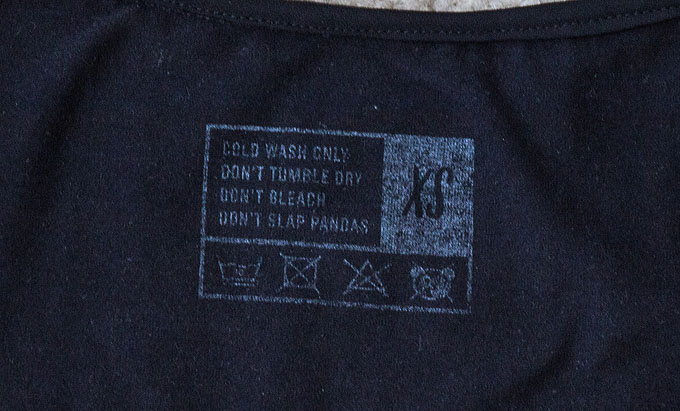 COLD WASH ONLY
DON'T TUMBLE DRY
DON'T BLEACH
DON'T SLAP PANDAS
XS